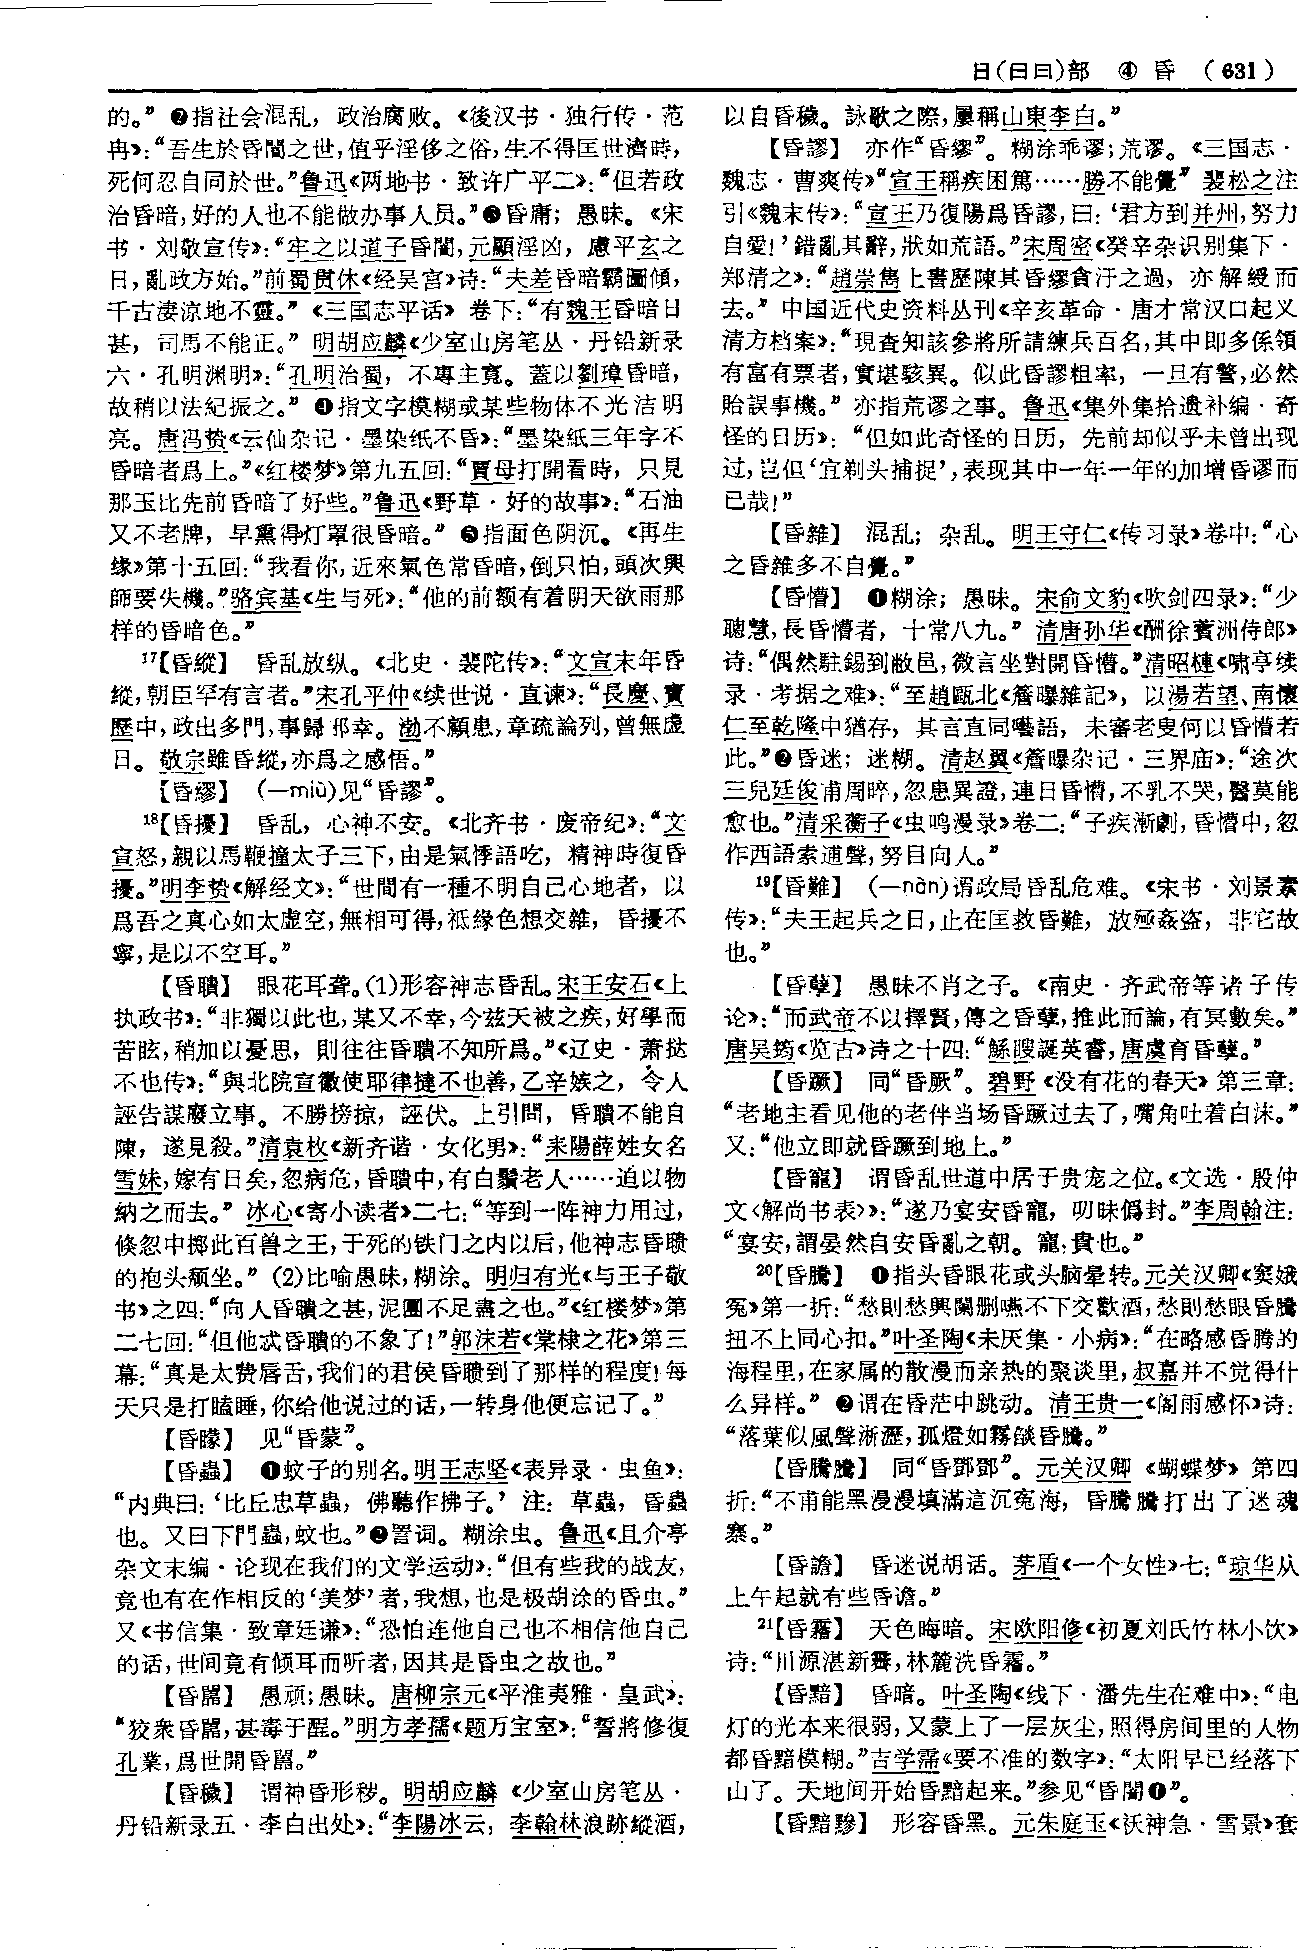 日(日曰)部　④　昏　(631)
的。”❷指社会混乱，政治腐败。《後汉书·独行传·范
冉》：“吾生於昏闇之世，值乎淫侈之俗，生不得匡世濟時，
死何忍自同於世。”鲁迅《两地书·致许广平二》：“但若政
治昏暗，好的人也不能做办事人员。”❸昏庸；愚昧。《宋
书·刘敬宣传》：“牢之以道子昏闇，元顯淫凶，慮平玄之
日，亂政方始。”前蜀贯休《经吴宫》诗：“夫差昏暗霸圖傾，
千古淒凉地不靈。”《三国志平话》卷下：“有魏王昏暗日
甚，司馬不能正。”明胡应麟《少室山房笔丛·丹铅新录
六·孔明渊明》：“孔明治蜀，不專主寬。蓋以劉璋昏暗，
故稍以法紀振之。”❹指文字模糊或某些物体不光洁明
亮。唐冯贽《云仙杂记·墨染纸不昏》：“墨染紙三年字不
昏暗者爲上。”《红楼梦》第九五回：“賈母打開看時，只見
那玉比先前昏暗了好些。”鲁迅《野草·好的故事》：“石油
又不老牌，早熏得灯罩很昏暗。”❺指面色阴沉。《再生
缘》第十五回：“我看你，近來氣色常昏暗，倒只怕，頭次興
師要失機。”骆宾基《生与死》：“他的前额有着阴天欲雨那
样的昏暗色。”
17【昏縱】　昏乱放纵。《北史·裴陀传》：“文宣末年昏
縱，朝臣罕有言者。”宋孔平仲《续世说·直谏》：“長慶、寶
歷中，政出多門，事歸邪幸。渤不顧患，章疏論列，曾無虚
日。敬宗雖昏縱，亦爲之感悟。”
【昏繆】　(—miù)见“昏謬”。
18【昏擾】　昏乱，心神不安。《北齐书·废帝纪》：“文
宣怒，親以馬鞭撞太子三下，由是氣悸語吃，精神時復昏
擾。”明李贽《解经文》：“世間有一種不明自己心地者，以
爲吾之真心如太虚空，無相可得，祗緣色想交雜，昏擾不
寧，是以不空耳。”
【昏聵】　眼花耳聋。(1)形容神志昏乱。宋王安石《上
执政书》：“非獨以此也，某又不幸，今兹天被之疾，好學而
苦眩，稍加以憂思，則往往昏聵不知所爲。”《辽史·萧挞
不也传》：“與北院宣徽使耶律撻不也善，乙辛嫉之，令人
誣告謀廢立事。不勝搒掠，誣伏。上引問，昏聵不能自
陳，遂見殺。”清袁枚《新齐谐·女化男》：“耒陽薛姓女名
雪妹，嫁有日矣，忽病危，昏聵中，有白鬚老人……迫以物
納之而去。”冰心《寄小读者》二七：“等到一阵神力用过，
倏忽中掷此百兽之王，于死的铁门之内以后，他神志昏聩
的抱头颓坐。”(2)比喻愚昧，糊涂。明归有光《与王子敬
书》之四：“向人昏聵之甚，泥團不足盡之也。”《红楼梦》第
二七回：“但他忒昏聵的不象了！”郭沫若《棠棣之花》第三
幕：“真是太费唇舌，我们的君侯昏聩到了那样的程度！每
天只是打瞌睡，你给他说过的话，一转身他便忘记了。”
【昏矇】　见“昏蒙”。
【昏蟲】　❶蚊子的别名。明王志坚《表异录·虫鱼》：
“内典曰：‘比丘忠草蟲，佛聽作拂子。’注：草蟲，昏蟲
也。又曰下門蟲，蚊也。”❷詈词。糊涂虫。鲁迅《且介亭
杂文末编·论现在我们的文学运动》：“但有些我的战友，
竟也有在作相反的‘美梦’者，我想，也是极胡涂的昏虫。”
又《书信集·致章廷谦》：“恐怕连他自己也不相信他自己
的话，世间竟有倾耳而听者，因其是昏虫之故也。”
【昏嚚】　愚顽；愚昧。唐柳宗元《平淮夷雅·皇武》：
“狡衆昏嚚，甚毒于酲。”明方孝孺《题万宝室》：“誓將修復
孔業，爲世開昏嚚。”
【昏穢】　谓神昏形秽。明胡应麟《少室山房笔丛·
丹铅新录五·李白出处》：“李陽冰云，李翰林浪跡縱酒，
以自昏穢。詠歌之際，屢稱山東李白。”
【昏謬】　亦作“昏繆”。糊涂乖谬；荒谬。《三国志·
魏志·曹爽传》“宣王稱疾困篤……勝不能覺”裴松之注
引《魏末传》：“宣王乃復陽爲昏謬，曰：‘君方到并州，努力
自愛！’錯亂其辭，狀如荒語。”宋周密《癸辛杂识别集下·
郑清之》：“趙崇雋上書歷陳其昏繆貪汙之過，亦解綬而
去。”中国近代史资料丛刊《辛亥革命·唐才常汉口起义
清方档案》：“現查知該參將所請練兵百名，其中即多係領
有富有票者，實堪駭異。似此昏謬粗率，一旦有警，必然
貽誤事機。”亦指荒谬之事。鲁迅《集外集拾遗补编·奇
怪的日历》：“但如此奇怪的日历，先前却似乎未曾出现
过，岂但‘宜剃头捕捉’，表现其中一年一年的加增昏谬而
已哉！”
【昏雜】　混乱；杂乱。明王守仁《传习录》卷中：“心
之昏雜多不自覺。”
【昏懵】　❶糊涂；愚昧。宋俞文豹《吹剑四录》：“少
聰慧，長昏懵者，十常八九。”清唐孙华《酬徐蘋洲侍郎》
诗：“偶然駐錫到敝邑，微言坐對開昏懵。”清昭槤《啸亭续
录·考据之难》：“至趙甌北《簷曝雜記》，以湯若望、南懷
仁至乾隆中猶存，其言直同囈語，未審老叟何以昏懵若
此。”❷昏迷；迷糊。清赵翼《簷曝杂记·三界庙》：“途次
三兒廷俊甫周晬，忽患異證，連日昏懵，不乳不哭，醫莫能
愈也。”清采蘅子《虫鸣漫录》卷二：“子疾漸劇，昏懵中，忽
作西語索道聲，努目向人。”
19【昏難】　(—nàn)谓政局昏乱危难。《宋书·刘景素
传》：“夫王起兵之日，止在匡救昏難，放殛姦盜，非它故
也。”
【昏孽】　愚昧不肖之子。《南史·齐武帝等诸子传
论》：“而武帝不以擇賢，傳之昏孽，推此而論，有冥數矣。”
唐吴筠《览古》诗之十四：“鯀瞍誕英睿，唐虞育昏孽。”
【昏蹶】　同“昏厥”。碧野《没有花的春天》第三章：
“老地主看见他的老伴当场昏蹶过去了，嘴角吐着白沫。”
又：“他立即就昏蹶到地上。”
【昏寵】　谓昏乱世道中居于贵宠之位。《文选·殷仲
文〈解尚书表〉》：“遂乃宴安昏寵，叨昧僞封。”李周翰注：
“宴安，謂晏然自安昏亂之朝。寵，貴也。”
20【昏騰】　❶指头昏眼花或头脑晕转。元关汉卿《窦娥
冤》第一折：“愁則愁興闌删嚥不下交歡酒，愁則愁眼昏騰
扭不上同心扣。”叶圣陶《未厌集·小病》：“在略感昏腾的
海程里，在家属的散漫而亲热的聚谈里，叔嘉并不觉得什
么异样。”❷谓在昏茫中跳动。清王贵一《阁雨感怀》诗：
“落葉似風聲淅瀝，孤燈如霧燄昏騰。”
【昏騰騰】　同“昏鄧鄧”。元关汉卿《蝴蝶梦》第四
折：“不甫能黑漫漫填滿這沉寃海，昏騰騰打出了迷魂
寨。”
【昏譫】　昏迷说胡话。茅盾《一个女性》七：“琼华从
上午起就有些昏谵。”
21【昏霿】　天色晦暗。宋欧阳修《初夏刘氏竹林小饮》
诗：“川源湛新霽，林麓洗昏霿。”
【昏黯】　昏暗。叶圣陶《线下·潘先生在难中》：“电
灯的光本来很弱，又蒙上了一层灰尘，照得房间里的人物
都昏黯模糊。”吉学霈《要不准的数字》：“太阳早已经落下
山了。天地间开始昏黯起来。”参见“昏闇❶”。
【昏黯黲】　形容昏黑。元朱庭玉《袄神急·雪景》套